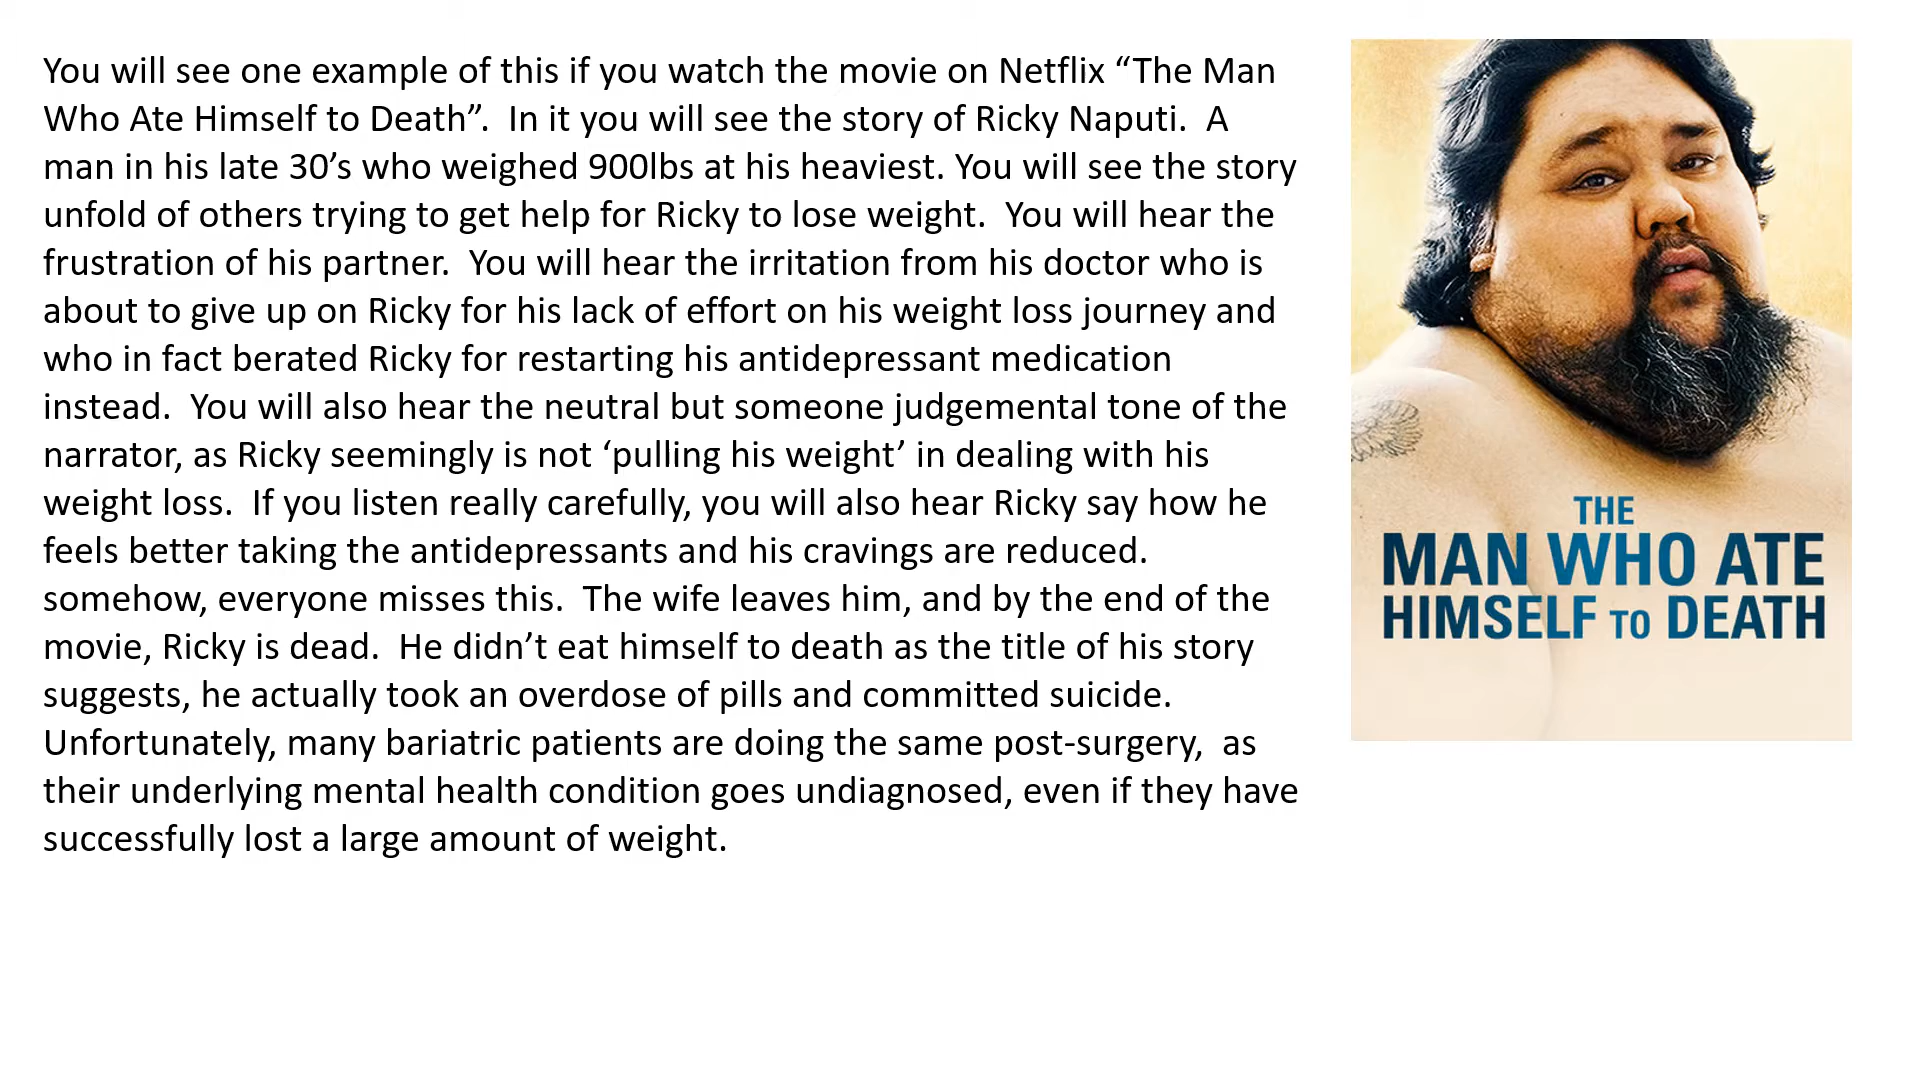 You will see one example of this if you watch the movie on Netflix “The Man
Who Ate Himself to Death”.  In it you will see the story of Ricky Naputi.  A
man in his late 30’s who weighed 900lbs at his heaviest. You will see the story
unfold of others trying to get help for Ricky to lose weight.  You will hear the
frustration of his partner.  You will hear the irritation from his doctor who is
about to give up on Ricky for his lack of effort on his weight loss journey and
who in fact berated Ricky for restarting his antidepressant medication
instead.  You will also hear the neutral but someone judgemental tone of the
narrator, as Ricky seemingly is not ‘pulling his weight’ in dealing with his
weight loss.  If you listen really carefully, you will also hear Ricky say how he
feels better taking the antidepressants and his cravings are reduced.
somehow, everyone misses this.  The wife leaves him, and by the end of the
movie, Ricky is dead.  He didn’t eat himself to death as the title of his story
suggests, he actually took an overdose of pills and committed suicide.
Unfortunately, many bariatric patients are doing the same post-surgery,  as
their underlying mental health condition goes undiagnosed, even if they have
successfully lost a large amount of weight.
THE
MAN WHO ATE
HIMSELF TO DEATH